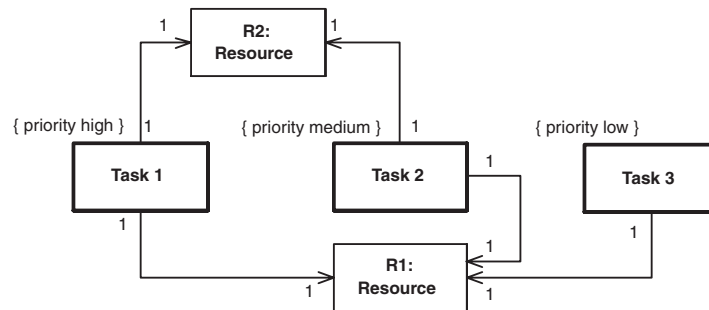 R2:
Resource
1
1
{ priority high }
1
{ priority medium }
1
{ priority low }
Task 1
Task 2
1
Task 3
1
1
1
R1:
Resource
1
1